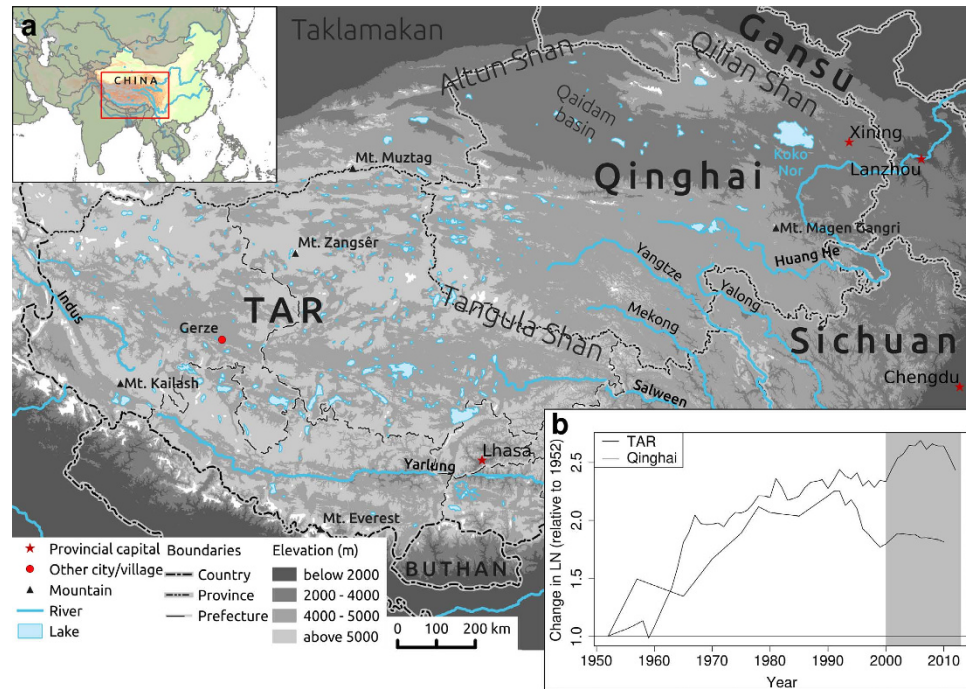 a
CHINA
Taklamakan
Altun Shan
Qilian Shan
Gansu
Qaidam
basin
Koko-
Nor
Xining
Lanzhou
Qinghai
Mt. Muztag
Mt. Magen Gangri
Huang He
Mt. Zangsêr
Yangtze
Yalong
Indus
TAR
Tangula Shan
Mekong
Gerze
Sichuan
Mt. Kailash
Salween
Chengdu
Lhasa
Yarlung
Mt. Everest
BUTHAN
Provincial capital
Other city/village
Mountain
River
Lake
Boundaries
Country
Province
Prefecture
Elevation (m)
below 2000
2000 - 4000
4000 - 5000
above 5000
0 100 200 km
b
TAR
Qinghai
Change in LN (relative to 1952)
2.5
2.0
1.5
1.0
1950 1960 1970 1980 1990 2000 2010
Year